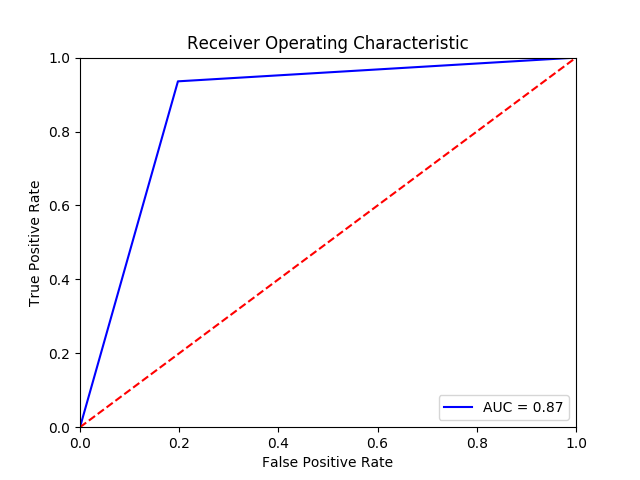 Receiver Operating Characteristic
1.0
0.8
0.6
0.4
0.2
0.0
True Positive Rate
AUC = 0.87
0.0 0.2 0.4 0.6 0.8 1.0
False Positive Rate